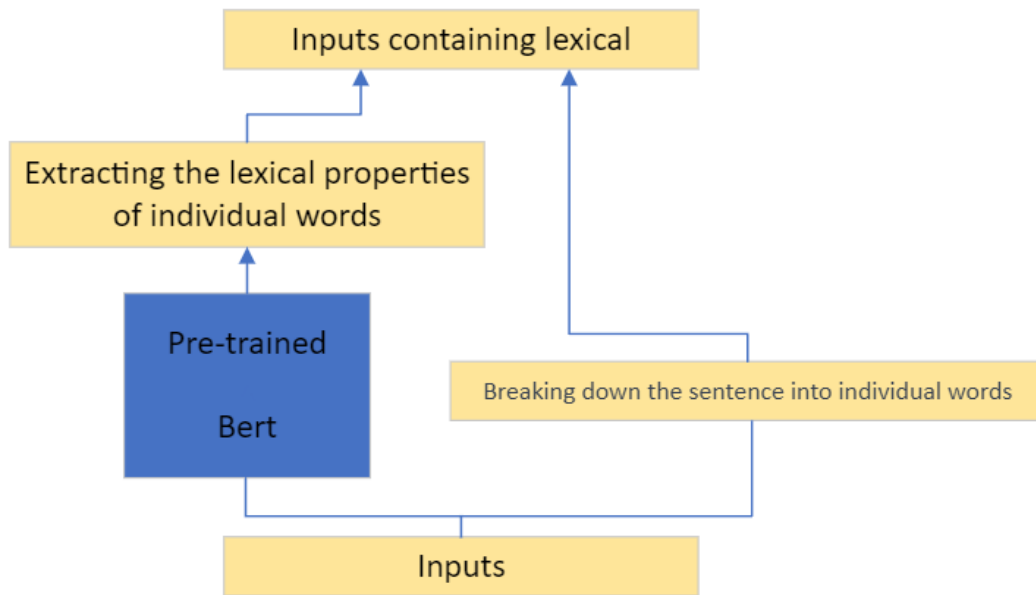 Inputs containing lexical
Extracting the lexical properties
of individual words
Pre-trained
Bert
Breaking down the sentence into individual words
Inputs